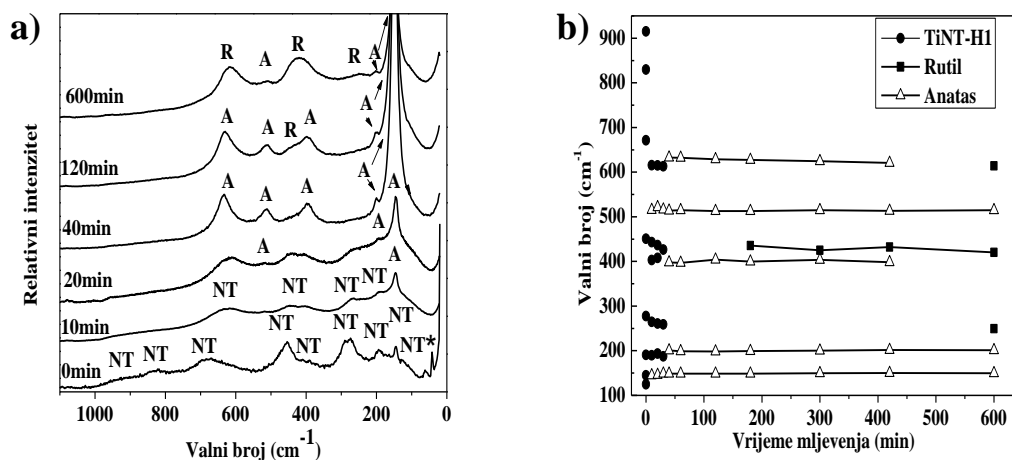 a)
Relativni intenzitet
R A R R A
600min
A
A A R A
120min
A
A A A
A
40min
A
20min
A
NT NT NT NT
10min
NT NT NT NT NT NT NT NT*
0min
1000 800 600 400 200 0
Valni broj (cm-1)
b)
TiNT-H1
Rutil
Anatas
Valni broj (cm-1)
900
800
700
600
500
400
300
200
100
0 100 200 300 400 500 600
Vrijeme mljevenja (min)